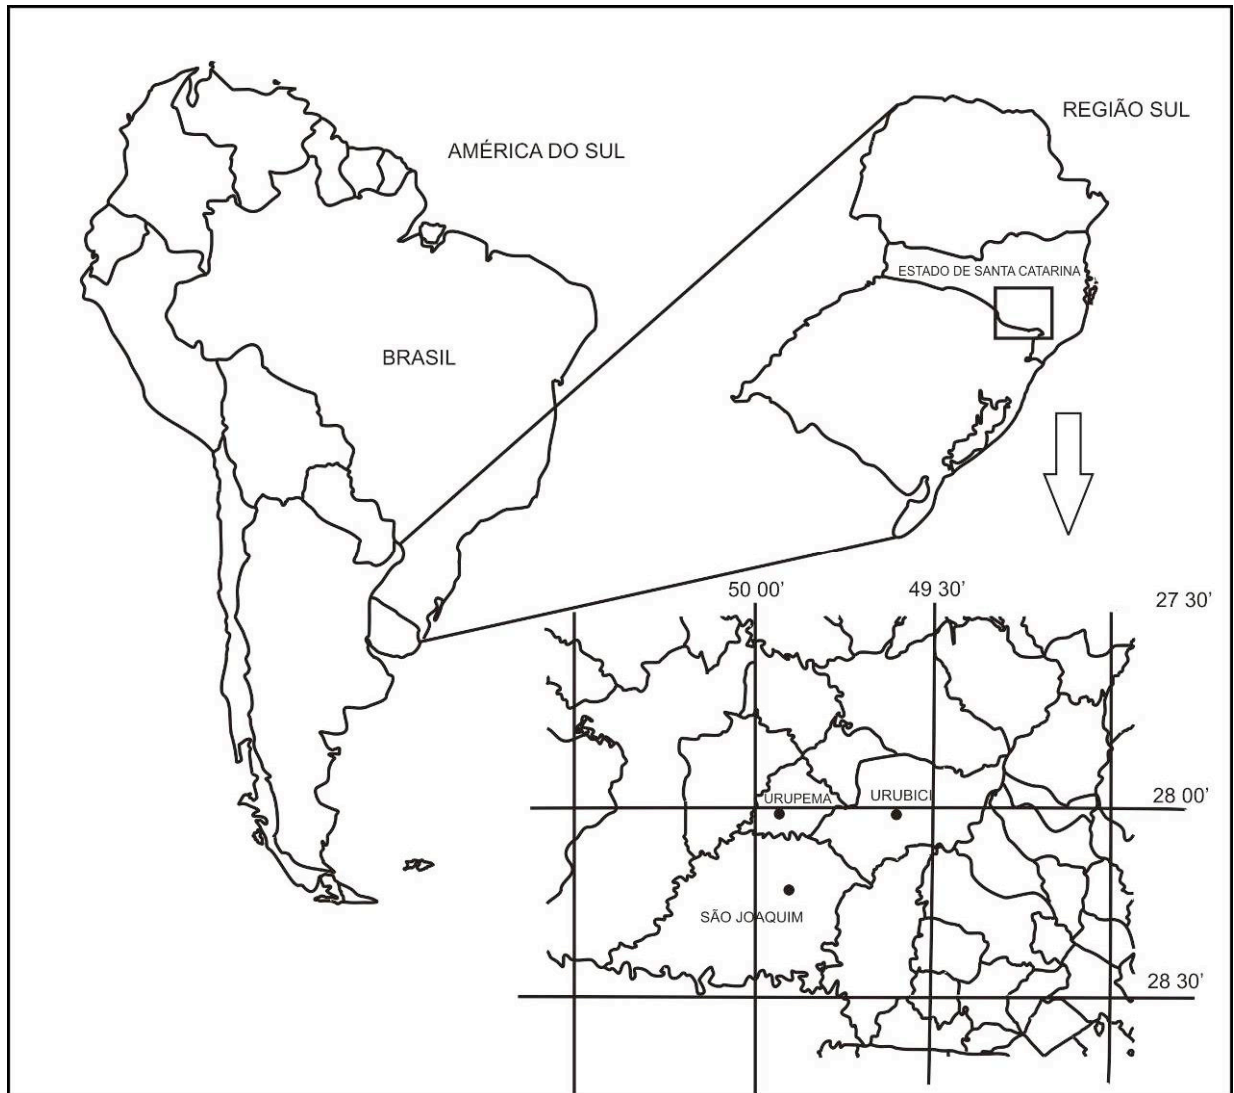 REGIÃO SUL
AMÉRICA DO SUL
ESTADO DE SANTA CATARINA
BRASIL
50 00’
49 30’
27 30’
URUPEMA
URUBICI
28 00’
SÃO JOAQUIM
28 30’